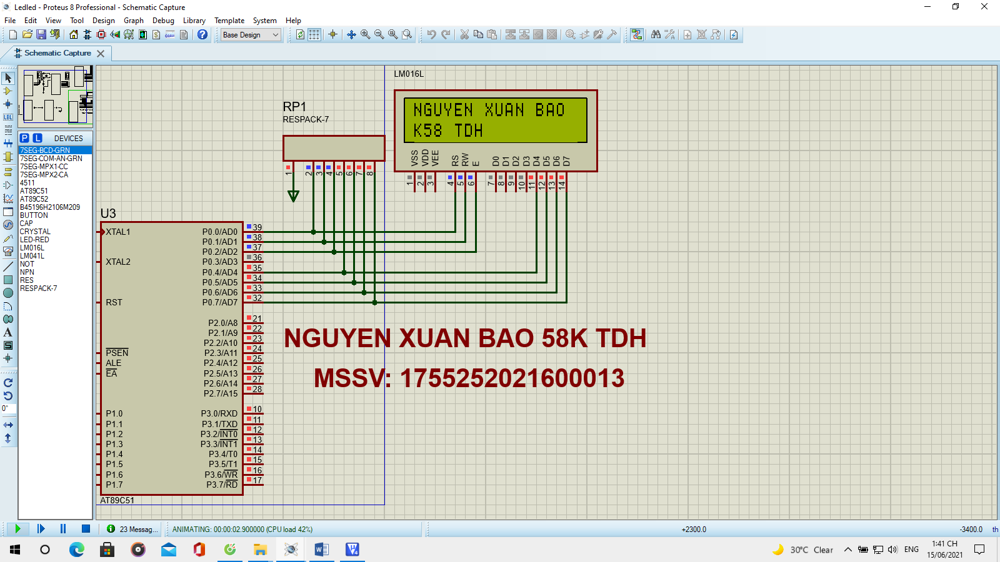 Ledled - Proteus 8 Professional - Schematic Capture
File Edit View Tool Design Graph Debug Library Template System Help
Base Design
Schematic Capture
P L DEVICES
7SEG-BCD-GRN
7SEG-COM-AN-GRN
7SEG-MPX1-CC
7SEG-MPX2-CA
4511
AT89C51
AT89C52
B45196H2106M209
BUTTON
CAP
CRYSTAL
LED-RED
LM016L
LM041L
NOT
NPN
RES
RESPACK-7
LBL
A
S
0°
LM016L
NGUYEN XUAN BAO
K58 TDH
VSS VDD VEE RS RW E D0 D1 D2 D3 D4 D5 D6 D7
1 2 3 4 5 6 7 8 9 10 11 12 13 14
RP1
RESPACK-7
1 2 3 4 5 6 7 8
U3
XTAL1 P0.0/AD0 39
P0.1/AD1 38
P0.2/AD2 37
XTAL2 P0.3/AD3 36
P0.4/AD4 35
P0.5/AD5 34
P0.6/AD6 33
RST P0.7/AD7 32
P2.0/A8 21
P2.1/A9 22
P2.2/A10 23
PSEN P2.3/A11 24
ALE P2.4/A12 25
EA P2.5/A13 26
P2.6/A14 27
P2.7/A15 28
P1.0 P3.0/RXD 10
P1.1 P3.1/TXD 11
P1.2 P3.2/INT0 12
P1.3 P3.3/INT1 13
P1.4 P3.4/T0 14
P1.5 P3.5/T1 15
P1.6 P3.6/WR 16
P1.7 P3.7/RD 17
AT89C51
NGUYEN XUAN BAO 58K TDH
MSSV: 1755252021600013
23 Messag... ANIMATING: 00:00:02.900000 (CPU load 42%) +2300.0 -3400.0 th
30°C Clear ENG 1:41 CH
15/06/2021